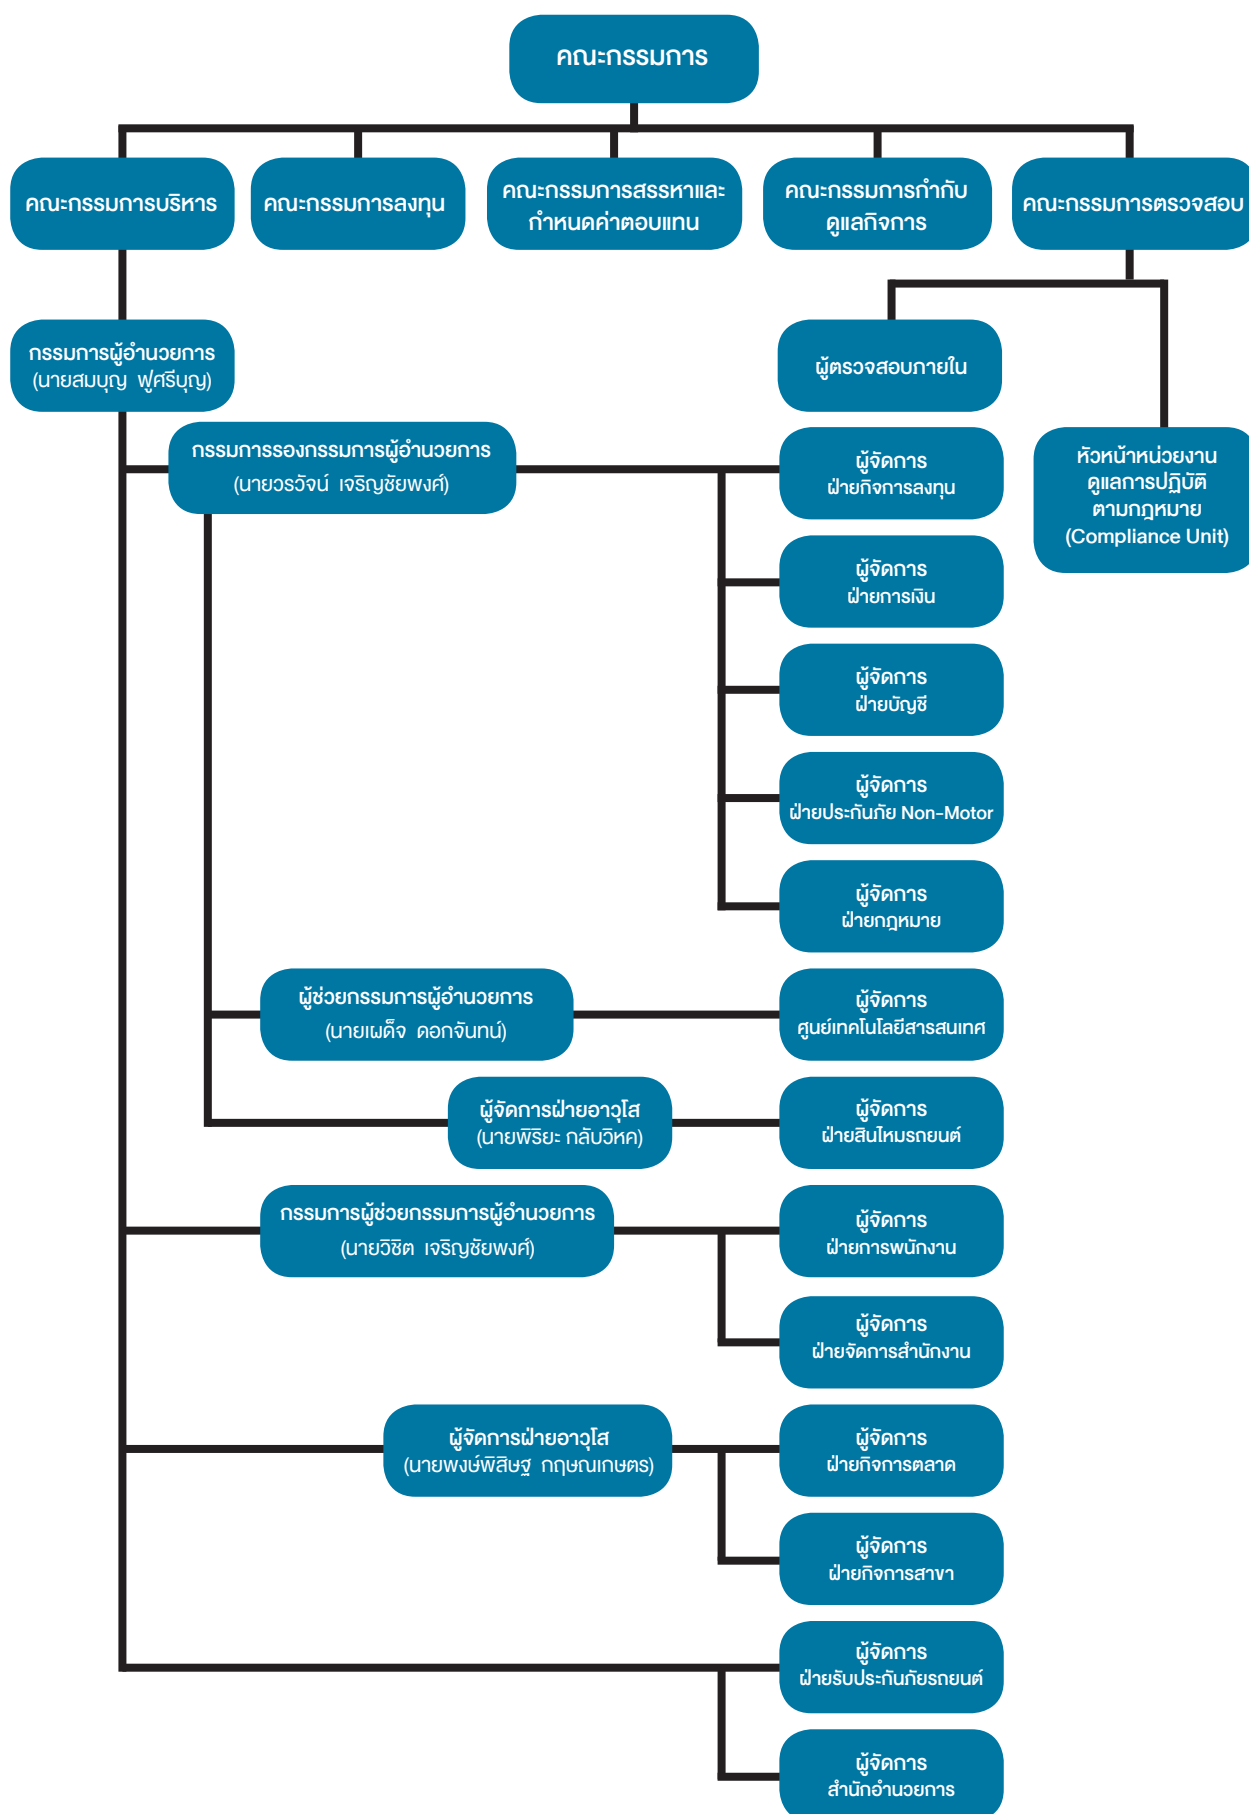 คณะกรรมการ
คณะกรรมการบริหาร
คณะกรรมการลงทุน
คณะกรรมการสรรหาและ
กำหนดค่าตอบแทน
คณะกรรมการกำกับ
ดูแลกิจการ
คณะกรรมการตรวจสอบ
กรรมการผู้อำนวยการ
(นายสมบุญ ฟูศรีบุญ)
ผู้ตรวจสอบภายใน
หัวหน้าหน่วยงาน
ดูแลการปฏิบัติ
ตามกฎหมาย
(Compliance Unit)
กรรมการรองกรรมการผู้อำนวยการ
(นายวรวัจน์ เจริญชัยพงศ์)
ผู้จัดการ
ฝ่ายกิจการลงทุน
ผู้จัดการ
ฝ่ายการเงิน
ผู้จัดการ
ฝ่ายบัญชี
ผู้จัดการ
ฝ่ายประกันภัย Non-Motor
ผู้จัดการ
ฝ่ายกฎหมาย
ผู้ช่วยกรรมการผู้อำนวยการ
(นายเผด็จ ดอกจันทน์)
ผู้จัดการ
ศูนย์เทคโนโลยีสารสนเทศ
ผู้จัดการฝ่ายอาวุโส
(นายพิริยะ กลับวิหค)
ผู้จัดการ
ฝ่ายสินไหมรถยนต์
กรรมการผู้ช่วยกรรมการผู้อำนวยการ
(นายวิชิต เจริญชัยพงศ์)
ผู้จัดการ
ฝ่ายการพนักงาน
ผู้จัดการ
ฝ่ายจัดการสำนักงาน
ผู้จัดการฝ่ายอาวุโส
(นายพงษ์พิสิษฐ กฤษณเกษตร)
ผู้จัดการ
ฝ่ายกิจการตลาด
ผู้จัดการ
ฝ่ายกิจการสาขา
ผู้จัดการ
ฝ่ายรับประกันภัยรถยนต์
ผู้จัดการ
สำนักอำนวยการ